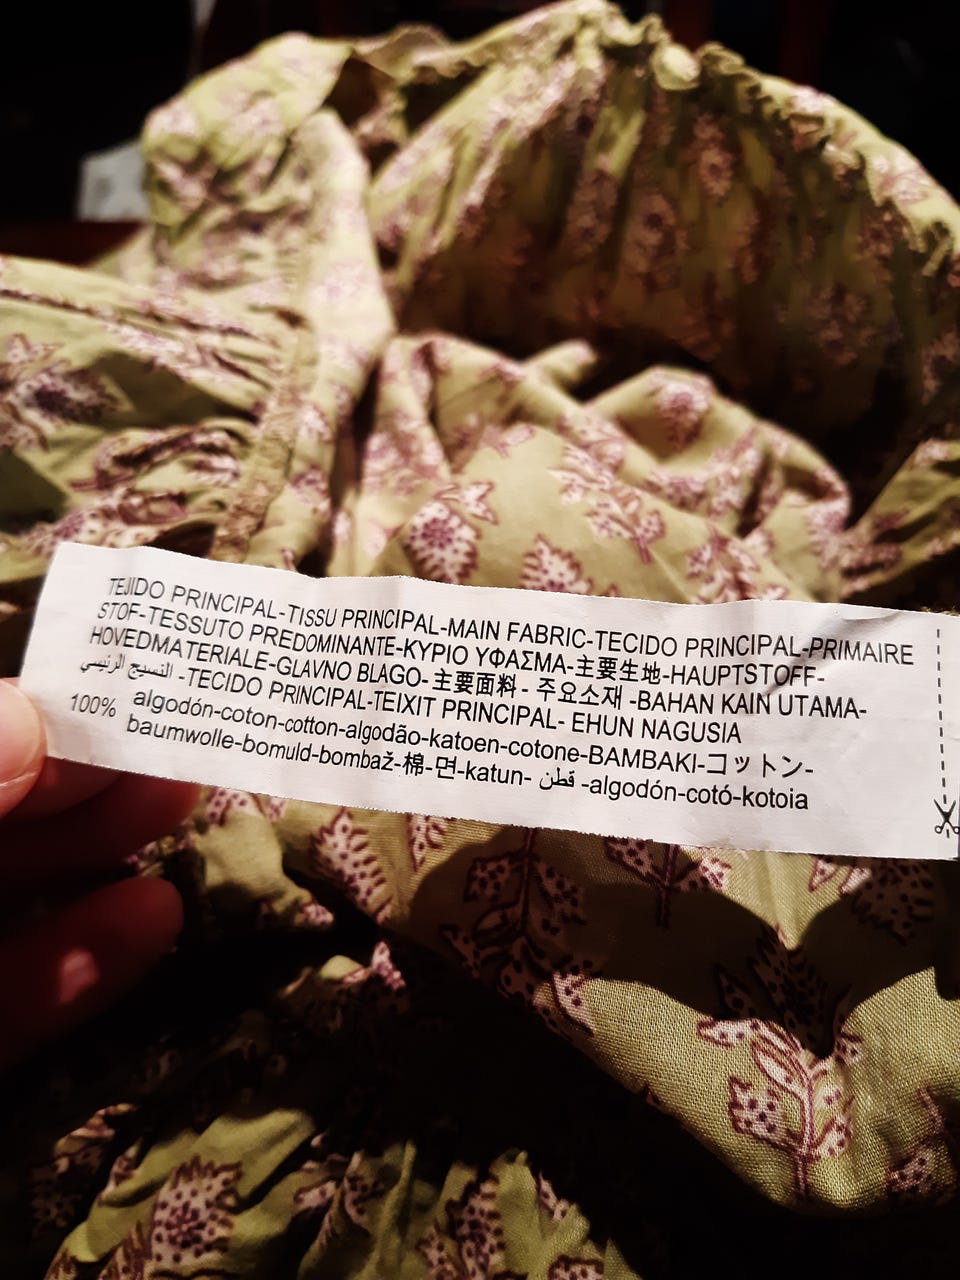 TEJIDO PRINCIPAL-TISSU PRINCIPAL-MAIN FABRIC-TECIDO PRINCIPAL-PRIMAIRE
STOF-TESSUTO PREDOMINANTE-ΚΥΡΙΟ ΥΦΑΣΜΑ-主要生地-HAUPTSTOFF-
HOVEDMATERIALE-GLAVNO BLAGO-主要面料- 주요소재 -BAHAN KAIN UTAMA-
النسيج الرئيسي -TECIDO PRINCIPAL-TEIXIT PRINCIPAL- EHUN NAGUSIA
100% algodón-coton-cotton-algodão-katoen-cotone-BAMBAKI-コットン-
baumwolle-bomuld-bombaž-棉-면-katun- قطن -algodón-cotó-kotoia